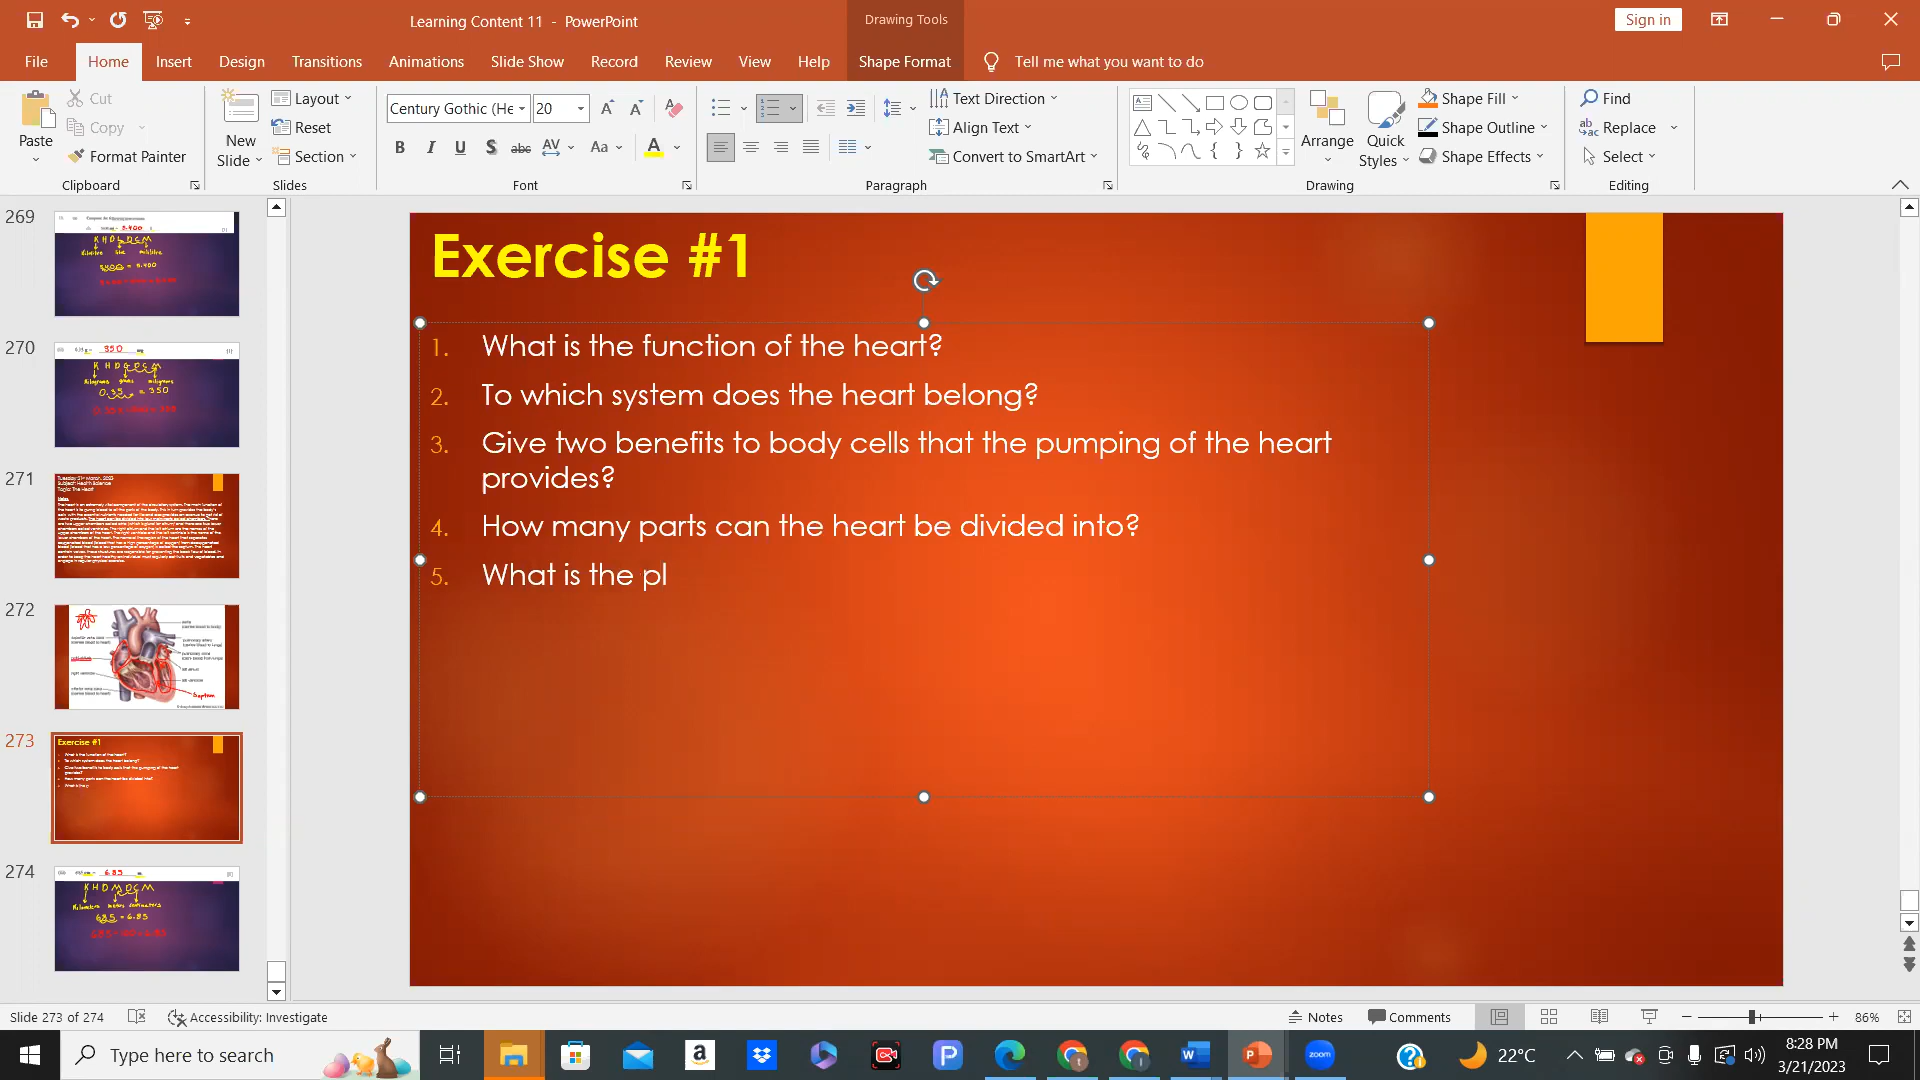 Learning Content 11 - PowerPoint
Drawing Tools
Sign in
File Home Insert Design Transitions Animations Slide Show Record Review View Help Shape Format Tell me what you want to do
Paste
Cut
Copy
Format Painter
Clipboard
New Slide
Layout
Reset
Section
Slides
Century Gothic (He 20
B I U S abc AV Aa A
Font
Text Direction
Align Text
Convert to SmartArt
Paragraph
Arrange
Quick Styles
Shape Fill
Shape Outline
Shape Effects
Drawing
Find
Replace
Select
Editing
269
270
271
272
273
274
Exercise #1
1. What is the function of the heart?
2. To which system does the heart belong?
3. Give two benefits to body cells that the pumping of the heart
provides?
4. How many parts can the heart be divided into?
5. What is the pl
Slide 273 of 274 Accessibility: Investigate Notes Comments 86%
Type here to search 22°C 8:28 PM
3/21/2023